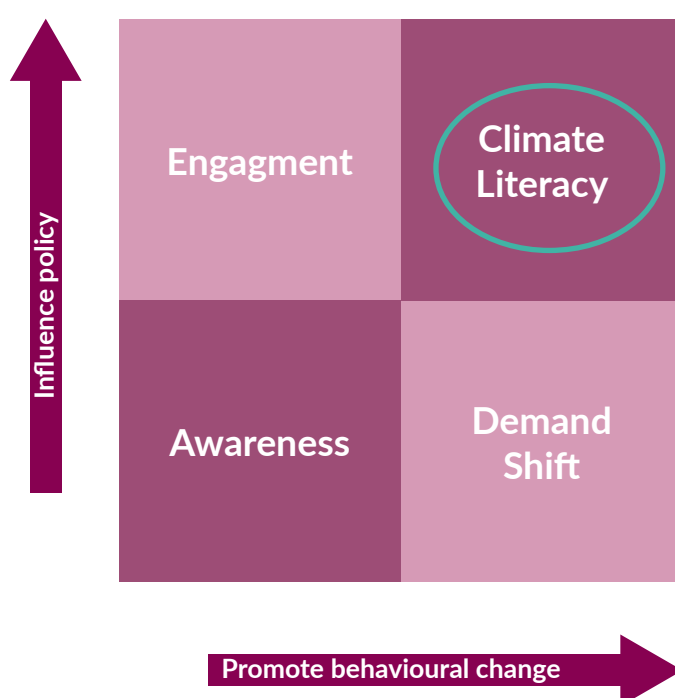 Engagment
Climate
Literacy
Influence policy
Awareness
Demand
Shift
Promote behavioural change